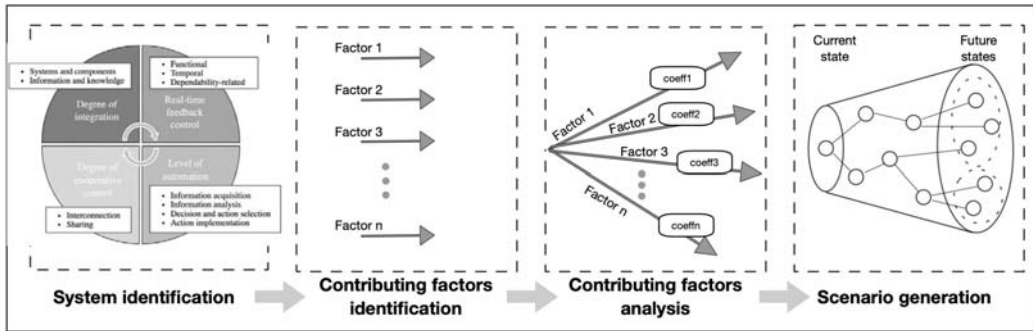 • Systems and components
• Information and knowledge
• Functional
• Temporal
• Dependability-related
Degree of
integration
Real-time
feedback
control
Degree of
cooperative
control
Level of
automation
• Interconnection
• Sharing
• Information acquisition
• Information analysis
• Decision and action selection
• Action implementation
System identification
Factor 1
Factor 2
Factor 3
Factor n
Contributing factors
identification
Factor 1
coeff1
Factor 2
coeff2
Factor 3
coeff3
Factor n
coeffn
Contributing factors
analysis
Current
state
Future
states
Scenario generation